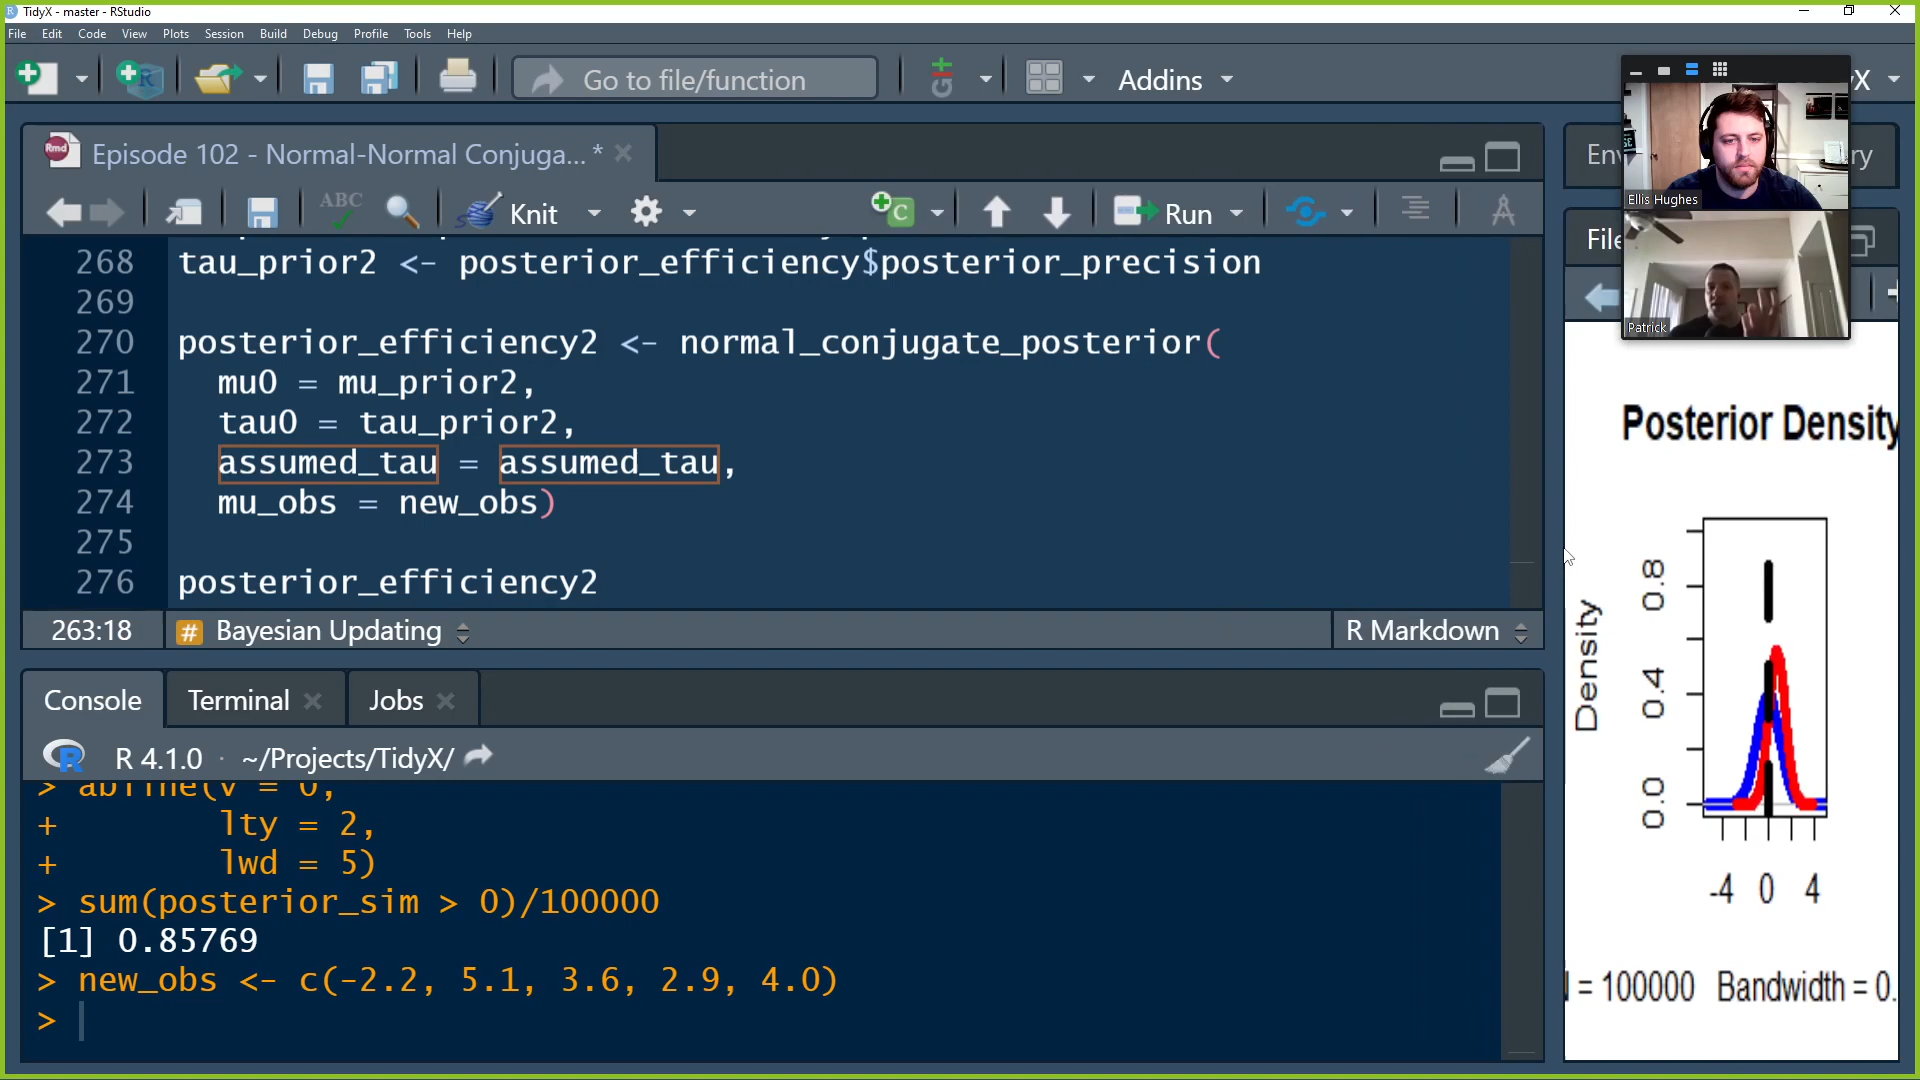 TidyX - master - RStudio
File Edit Code View Plots Session Build Debug Profile Tools Help
Go to file/function
Addins
Episode 102 - Normal-Normal Conjuga... *
ABC
Knit
Run
268 tau_prior2 <- posterior_efficiency$posterior_precision
269
270 posterior_efficiency2 <- normal_conjugate_posterior(
271 mu0 = mu_prior2,
272 tau0 = tau_prior2,
273 assumed_tau = assumed_tau,
274 mu_obs = new_obs)
275
276 posterior_efficiency2
263:18
# Bayesian Updating
R Markdown
Console
Terminal
Jobs
R 4.1.0 · ~/Projects/TidyX/
> abline(v = 0,
+ lty = 2,
+ lwd = 5)
> sum(posterior_sim > 0)/100000
[1] 0.85769
> new_obs <- c(-2.2, 5.1, 3.6, 2.9, 4.0)
>
Ellis Hughes
Patrick
Posterior Density
Density
0.8
0.4
0.0
-4 0 4
= 100000 Bandwidth = 0.